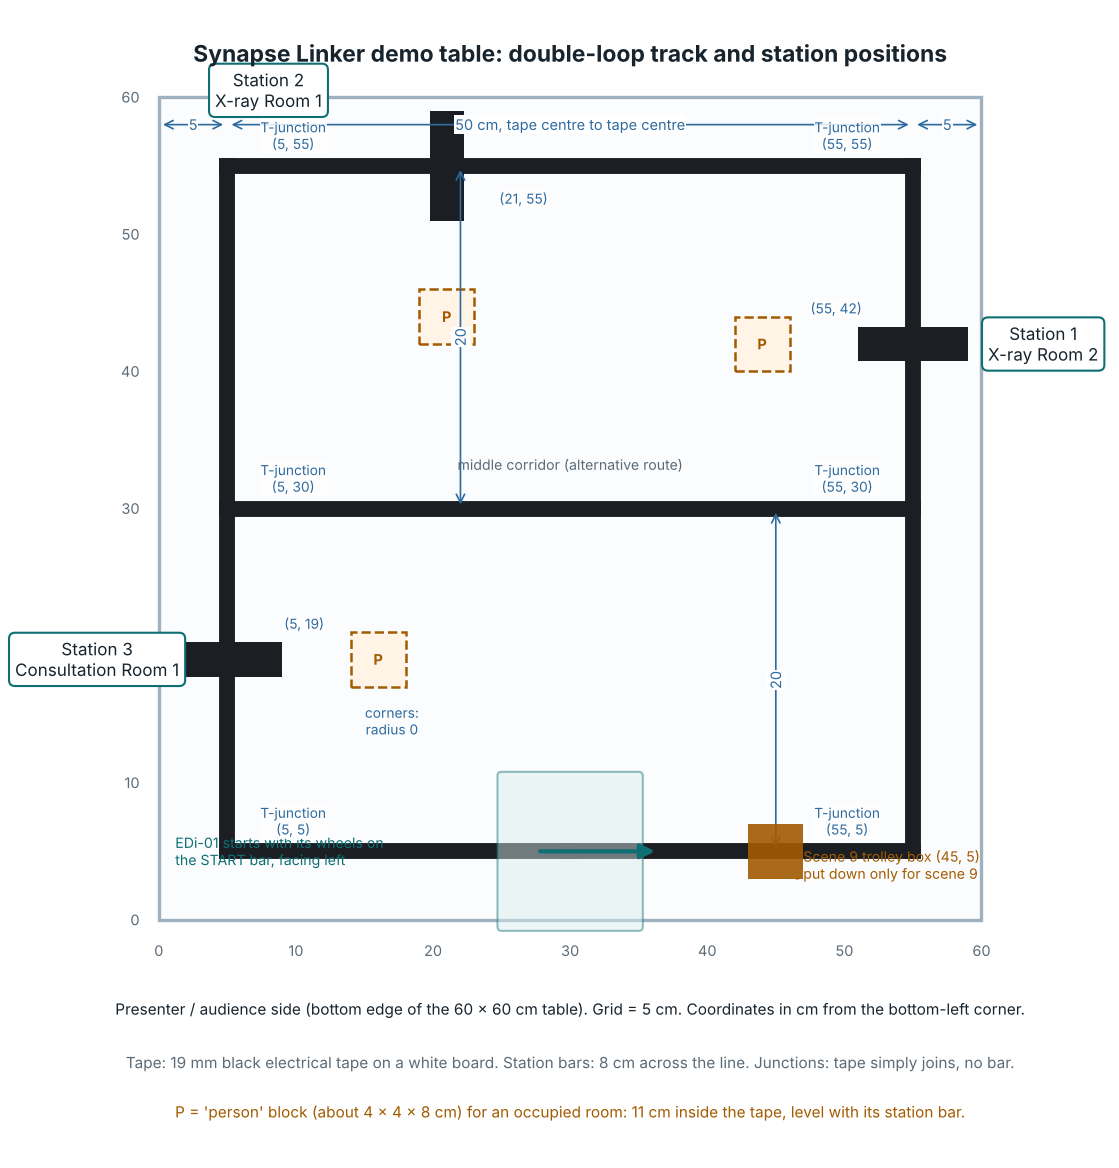 Synapse Linker demo table: double-loop track and station positions
Station 2
X-ray Room 1
60
5
50 cm, tape centre to tape centre
5
T-junction
(5, 55)
T-junction
(55, 55)
(21, 55)
50
P
20
P
(55, 42)
Station 1
X-ray Room 2
40
middle corridor (alternative route)
T-junction
(5, 30)
T-junction
(55, 30)
30
(5, 19)
Station 3
Consultation Room 1
P
20
corners:
radius 0
10
T-junction
(5, 5)
T-junction
(55, 5)
EDi-01 starts with its wheels on
the START bar, facing left
Scene 9 trolley box (45, 5)
put down only for scene 9
0
0
10
20
30
40
50
60
Presenter / audience side (bottom edge of the 60 × 60 cm table). Grid = 5 cm. Coordinates in cm from the bottom-left corner.
Tape: 19 mm black electrical tape on a white board. Station bars: 8 cm across the line. Junctions: tape simply joins, no bar.
P = 'person' block (about 4 × 4 × 8 cm) for an occupied room: 11 cm inside the tape, level with its station bar.